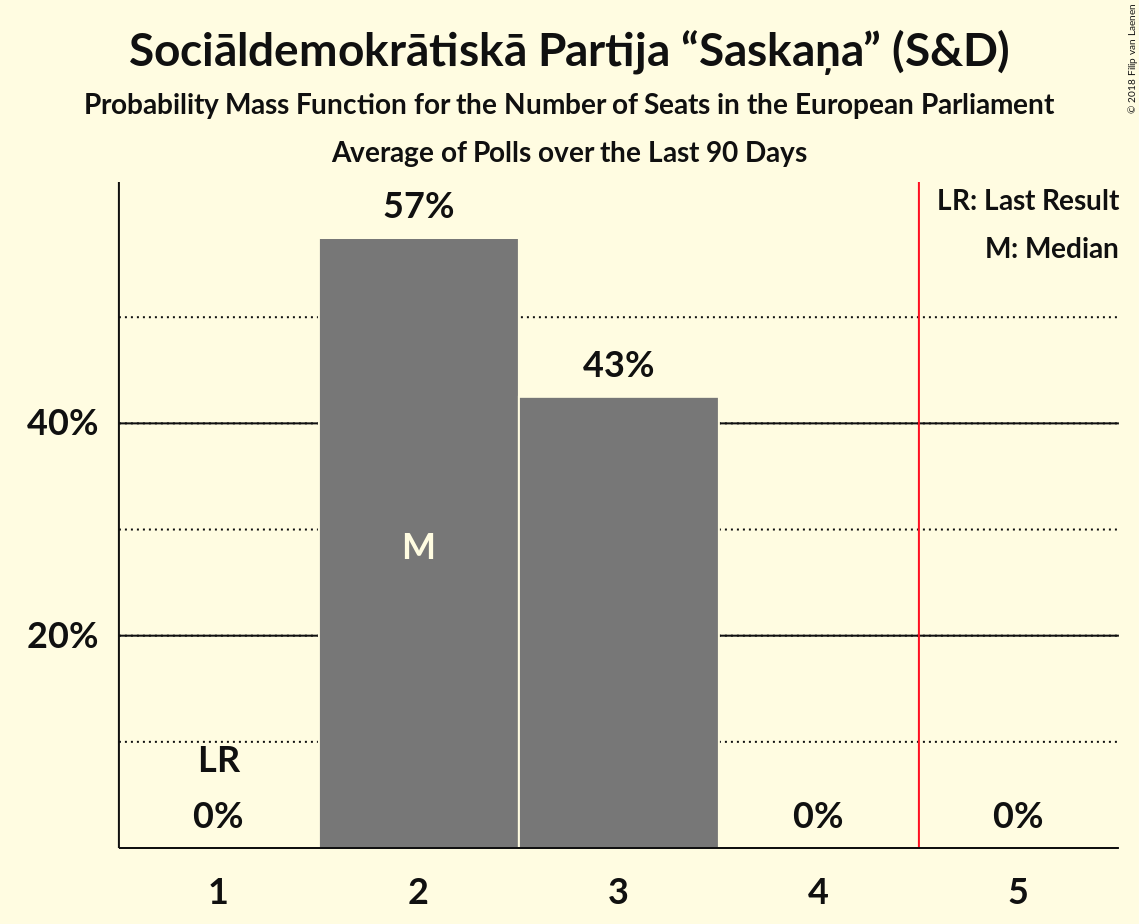 Sociāldemokrātiskā Partija “Saskaņa” (S&D)
Probability Mass Function for the Number of Seats in the European Parliament
Average of Polls over the Last 90 Days
© 2018 Filip van Laenen
LR: Last Result
M: Median
57%
43%
40%
M
20%
LR
0%
0%
0%
1
2
3
4
5